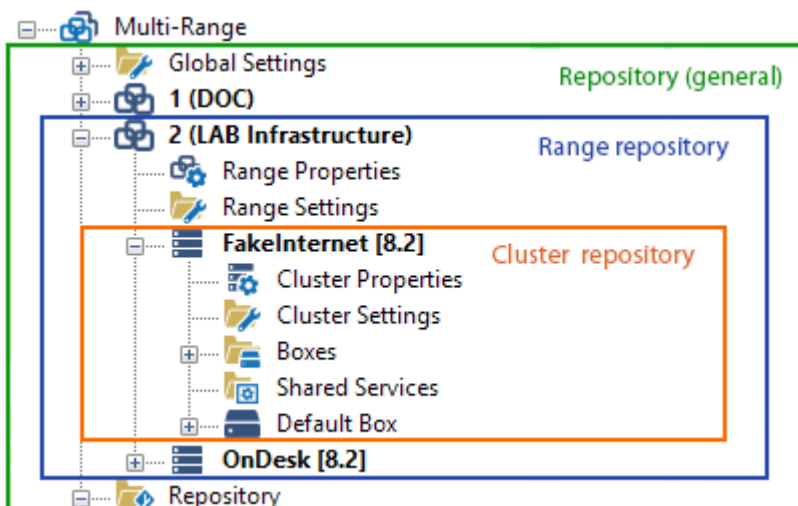 Multi-Range
Global Settings
Repository (general)
1 (DOC)
2 (LAB Infrastructure)
Range repository
Range Properties
Range Settings
FakeInternet [8.2]
Cluster repository
Cluster Properties
Cluster Settings
Boxes
Shared Services
Default Box
OnDesk [8.2]
Repository